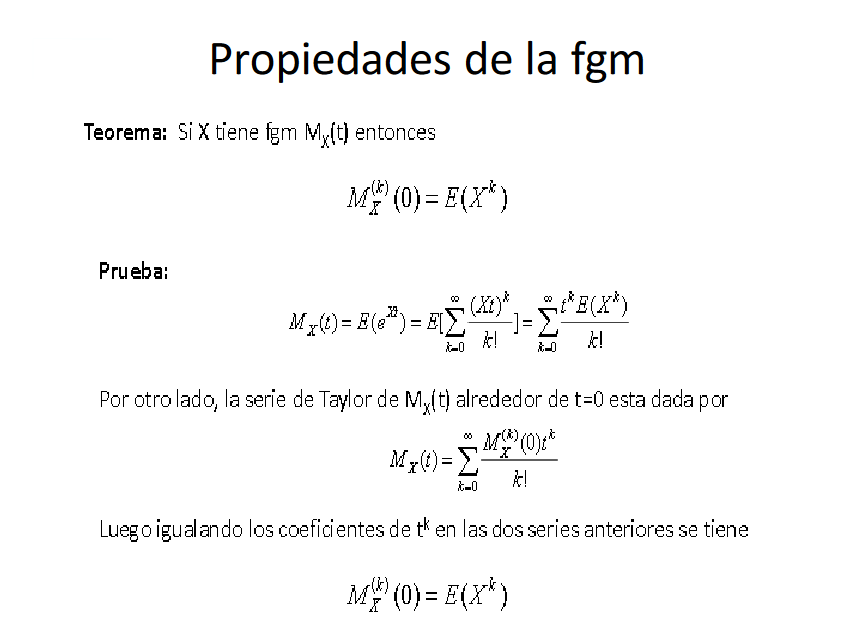 Propiedades de la fgm
Teorema: Si X tiene fgm M_X(t) entonces
M_X^{(k)}(0) = E(X^k)
Prueba:
M_X(t) = E(e^{Xt}) = E[\sum_{k=0}^{\infty} \frac{(Xt)^k}{k!}] = \sum_{k=0}^{\infty} \frac{t^k E(X^k)}{k!}
Por otro lado, la serie de Taylor de M_X(t) alrededor de t=0 esta dada por
M_X(t) = \sum_{k=0}^{\infty} \frac{M_X^{(k)}(0)t^k}{k!}
Luego igualando los coeficientes de t^k en las dos series anteriores se tiene
M_X^{(k)}(0) = E(X^k)